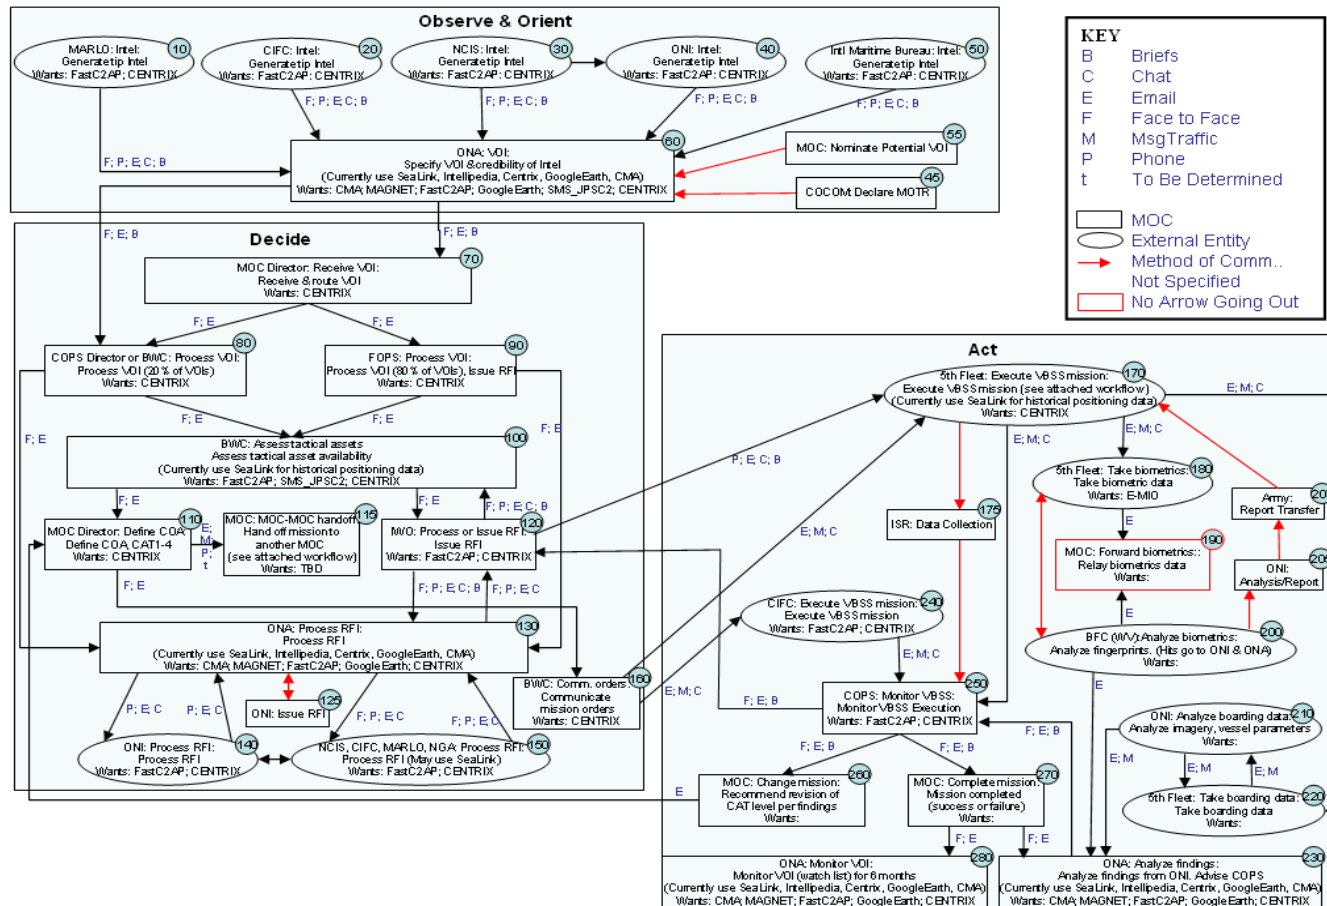 Observe & Orient
10
MARLO: Intel:
Generatetip Intel
Wants: FastC2AP; CENTRIX
20
CIFC: Intel:
Generatetip Intel
Wants: FastC2AP; CENTRIX
30
NCIS: Intel:
Generatetip Intel
Wants: FastC2AP; CENTRIX
40
ONI: Intel:
Generatetip Intel
Wants: FastC2AP; CENTRIX
50
Intl Maritime Bureau: Intel:
Generatetip Intel
Wants: FastC2AP; CENTRIX
F; P; E; C; B
F; P; E; C; B
F; P; E; C; B
F; P; E; C; B
F; P; E; C; B
60
ONA: VOI:
Specify VOI & credibility of Intel
(Currently use SeaLink, Intellipedia, Centrix, GoogleEarth, CMA)
Wants: CMA; MAGNET; FastC2AP; GoogleEarth; SMS_JPSC2; CENTRIX
55
MOC: Nominate Potential VOI
45
COCOM: Declare MOTR
KEY
B Briefs
C Chat
E Email
F Face to Face
M MsgTraffic
P Phone
t To Be Determined
MOC
External Entity
Method of Comm..
Not Specified
No Arrow Going Out
F; E; B
F; E; B
Decide
70
MOC Director: Receive VOI:
Receive & route VOI
Wants: CENTRIX
F; E
F; E
80
COPS Director or BWC: Process VOI:
Process VOI (20% of VOIs)
Wants: CENTRIX
90
FOPS: Process VOI:
Process VOI (80% of VOIs), Issue RFI
Wants: CENTRIX
F; E
F; E
F; E
F; E
100
BWC: Assess tactical assets
Assess tactical asset availability
(Currently use SeaLink for historical positioning data)
Wants: FastC2AP; SMS_JPSC2; CENTRIX
F; E
F; P; E; C; B
110
MOC Director: Define COA
Define COA, CAT1-4
Wants: CENTRIX
E;
M;
P;
t
115
MOC: MOC-MOC handoff:
Hand off mission to
another MOC
(see attached workflow)
Wants: TBD
120
IWO: Process or Issue RFI:
Issue RFI
Wants: FastC2AP; CENTRIX
F; E
F; P; E; C; B
F; P; E; C; B
130
ONA: Process RFI:
Process RFI
(Currently use SeaLink, Intellipedia, Centrix, GoogleEarth, CMA)
Wants: CMA; MAGNET; FastC2AP; GoogleEarth; CENTRIX
125
ONI: Issue RFI
P; E; C
P; E; C
F; P; E; C
P; E; C
140
ONI: Process RFI:
Process RFI
Wants: FastC2AP; CENTRIX
150
NCIS, CIFC, MARLO, NGA: Process RFI:
Process RFI (May use SeaLink)
Wants: FastC2AP; CENTRIX
160
BWC: Comm. orders:
Communicate
mission orders
Wants: CENTRIX
P; E; C; B
E; M; C
E; M; C
Act
170
5th Fleet: Execute VBSS mission:
Execute VBSS mission (see attached workflow)
(Currently use SeaLink for historical positioning data)
Wants: CENTRIX
E; M; C
E; M; C
E; M; C
175
ISR: Data Collection
180
5th Fleet: Take biometrics:
Take biometric data
Wants: E-MIO
E
190
MOC: Forward biometrics::
Relay biometrics data
Wants:
E
Army:
Report Transfer
ONI:
Analysis/Report
200
BFC (WV):Analyze biometrics:
Analyze fingerprints. (Hits go to ONI & ONA)
Wants:
E
240
CIFC: Execute VBSS mission:
Execute VBSS mission
Wants: FastC2AP; CENTRIX
E; M; C
250
COPS: Monitor VBSS:
Monitor VBSS Execution
Wants: FastC2AP; CENTRIX
F; E; B
F; E; B
F; E; B
F; E; B
210
ONI: Analyze boarding data:
Analyze imagery, vessel parameters
Wants:
E; M
E; M
E; M
220
5th Fleet: Take boarding data:
Take boarding data
Wants:
260
MOC: Change mission:
Recommend revision of
CAT level per findings
Wants:
E
270
MOC: Complete mission:
Mission completed
(success or failure)
Wants:
F; E
F; E
280
ONA: Monitor VOI:
Monitor VOI (watch list) for 6 months
(Currently use SeaLink, Intellipedia, Centrix, GoogleEarth, CMA)
Wants: CMA; MAGNET; FastC2AP; GoogleEarth; CENTRIX
230
ONA: Analyze findings:
Analyze findings from ONI. Advise COPS
(Currently use SeaLink, Intellipedia, Centrix, GoogleEarth, CMA)
Wants: CMA; MAGNET; FastC2AP; GoogleEarth; CENTRIX